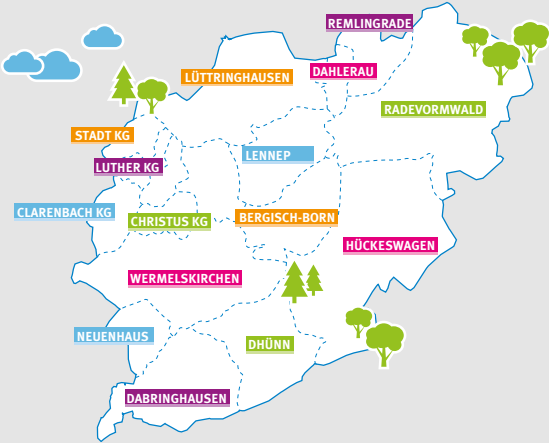 REMLINGRADE
LÜTTRINGHAUSEN
DAHLERAU
RADEVORMWALD
STADT KG
LUTHER KG
LENNEP
CLARENBACH KG
CHRISTUS KG
BERGISCH-BORN
HÜCKESWAGEN
WERMELSKIRCHEN
NEUENHAUS
DHÜNN
DABRINGHAUSEN